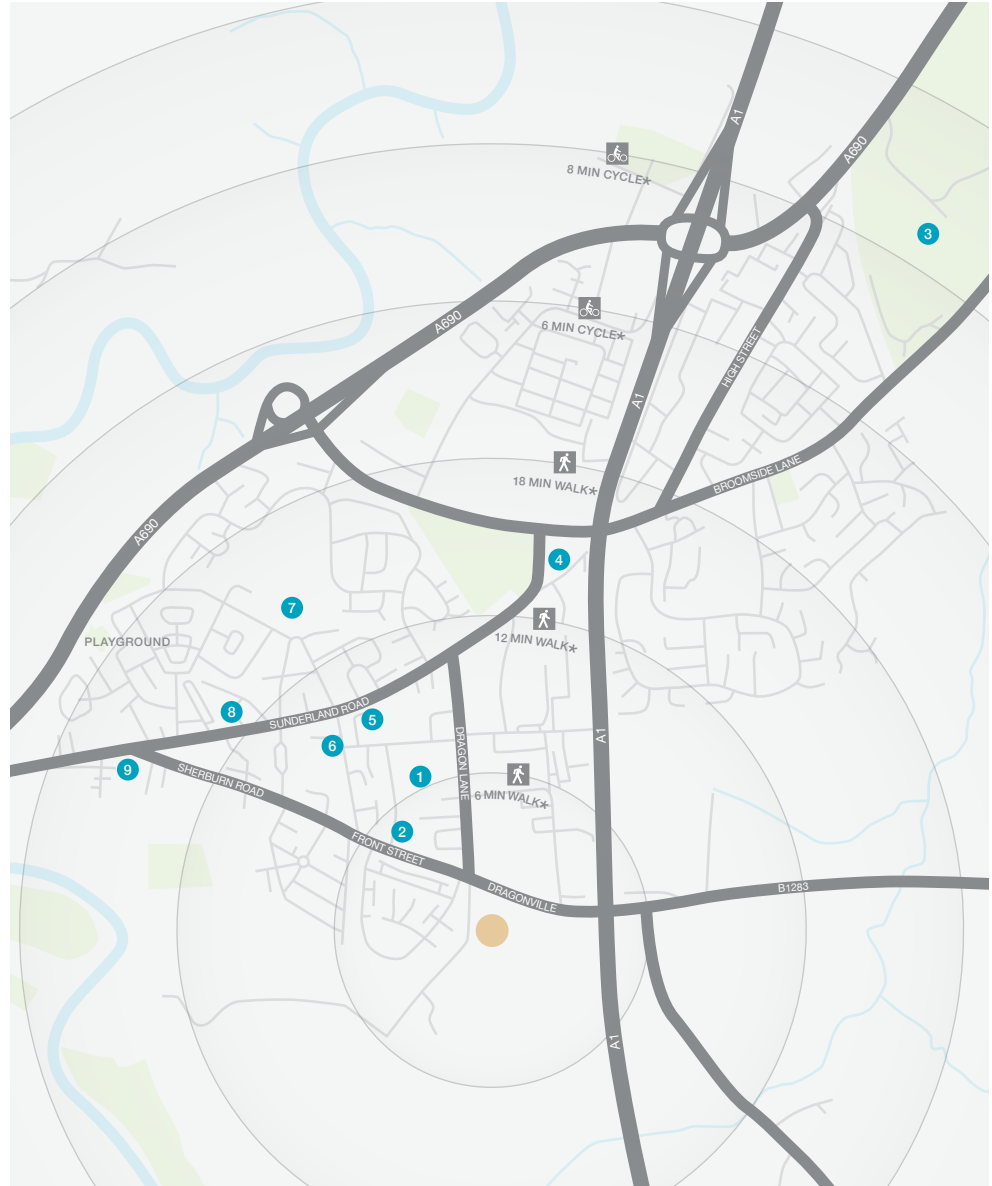 A1
A690
8 MIN CYCLE*
3
A690
6 MIN CYCLE*
HIGH STREET
A1
18 MIN WALK*
BROOMSIDE LANE
A690
4
7
12 MIN WALK*
PLAYGROUND
8
SUNDERLAND ROAD
5
6
DRAGON LANE
A1
9
SHERBURN ROAD
1
6 MIN WALK*
2
FRONT STREET
DRAGONVILLE
B1283
A1